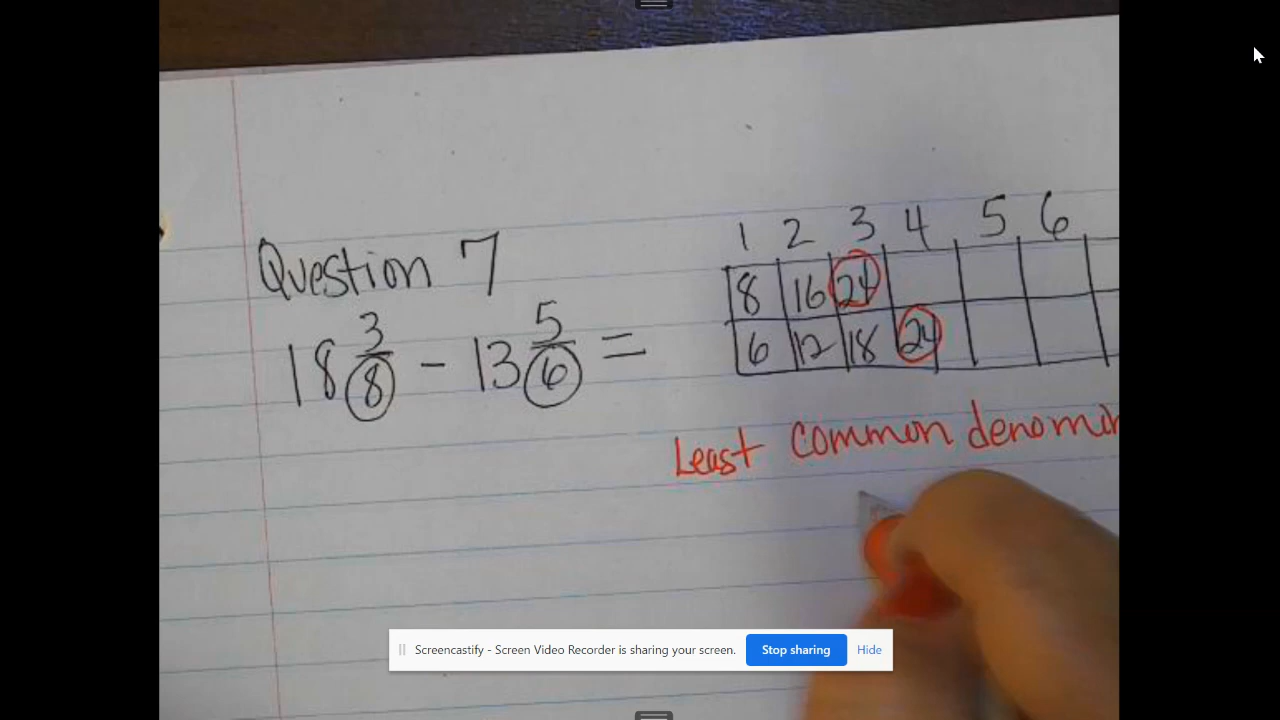 Question 7
18 3/8 - 13 5/6 =
1 2 3 4 5 6
8 16 24
6 12 18 24
Least common denomin
Screencastify - Screen Video Recorder is sharing your screen. Stop sharing Hide